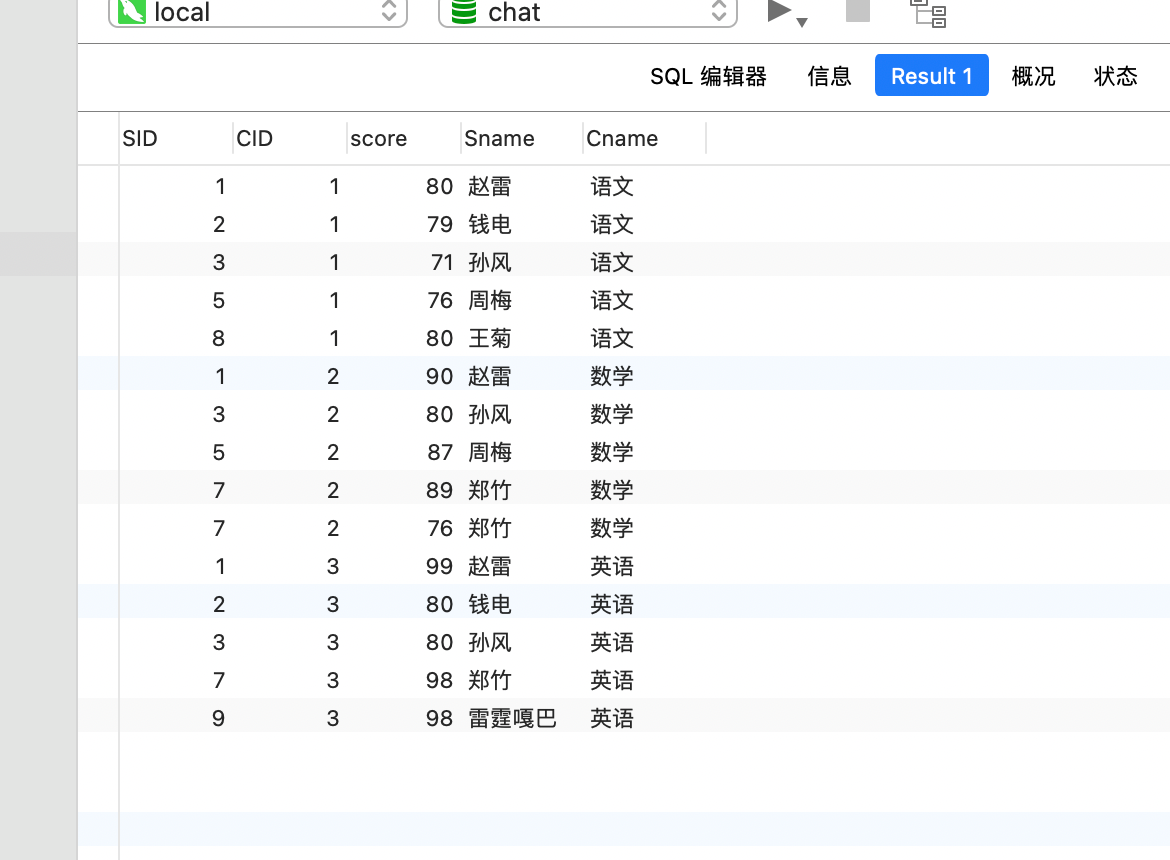 local chat
SQL 编辑器 信息 Result 1 概况 状态
SID CID score Sname Cname
1 1 80 赵雷 语文
2 1 79 钱电 语文
3 1 71 孙风 语文
5 1 76 周梅 语文
8 1 80 王菊 语文
1 2 90 赵雷 数学
3 2 80 孙风 数学
5 2 87 周梅 数学
7 2 89 郑竹 数学
7 2 76 郑竹 数学
1 3 99 赵雷 英语
2 3 80 钱电 英语
3 3 80 孙风 英语
7 3 98 郑竹 英语
9 3 98 雷霆嘎巴 英语